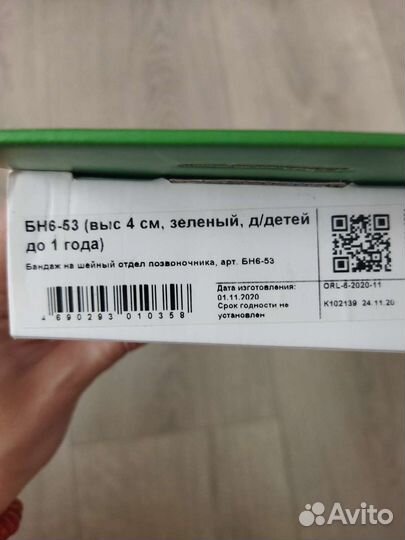 БН6-53 (выс 4 см, зеленый, д/детей
до 1 года)
Бандаж на шейный отдел позвоночника, арт. БН6-53
4 690293 010358
Дата изготовления:
01.11.2020
Срок годности не
установлен
ORL-6-2020-11
K102139 24.11.20
Avito